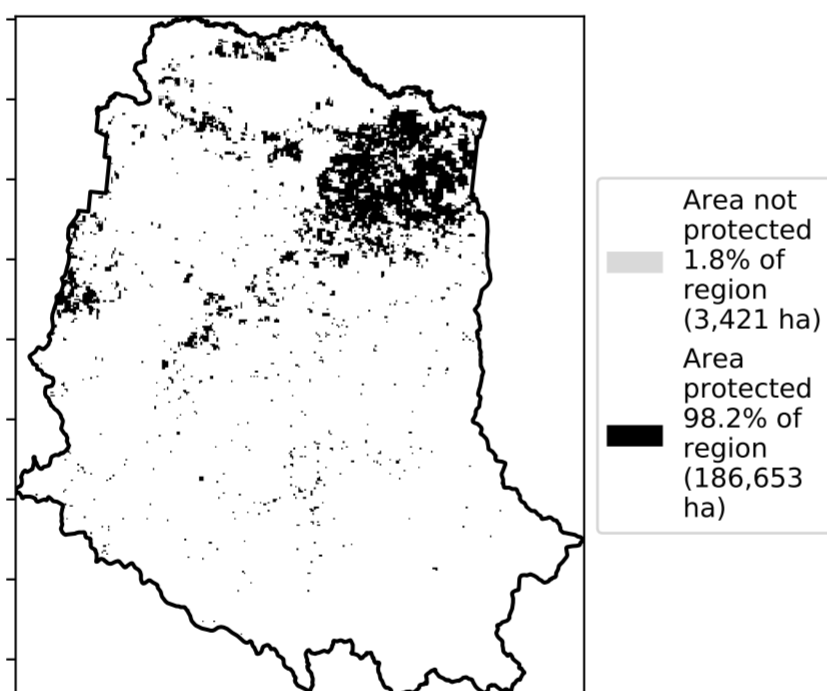 Area not
protected
1.8% of
region
(3,421 ha)
Area
protected
98.2% of
region
(186,653
ha)